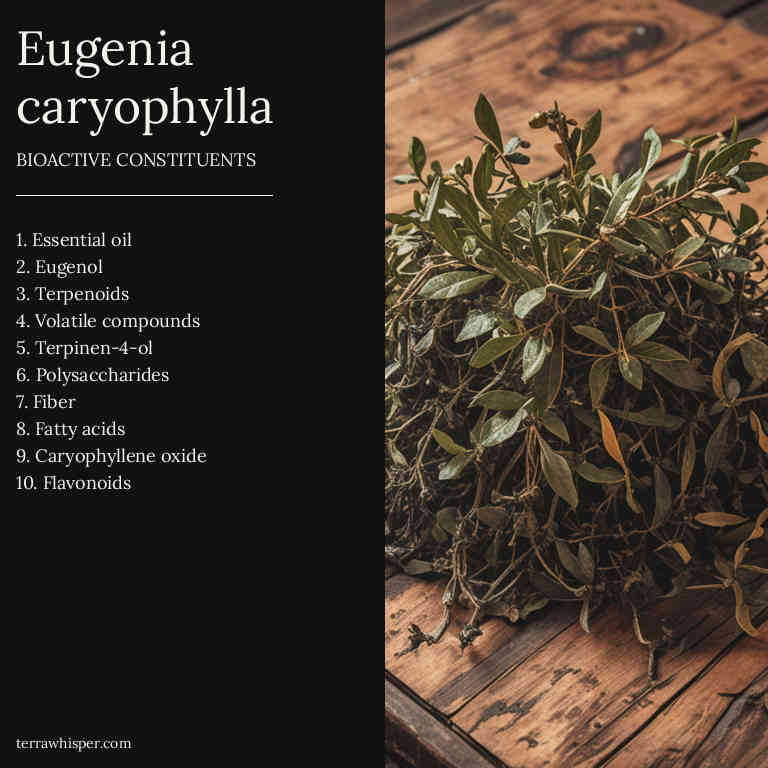 Eugenia
caryophylla
BIOACTIVE CONSTITUENTS
1. Essential oil
2. Eugenol
3. Terpenoids
4. Volatile compounds
5. Terpinen-4-ol
6. Polysaccharides
7. Fiber
8. Fatty acids
9. Caryophyllene oxide
10. Flavonoids
terrawhisper.com